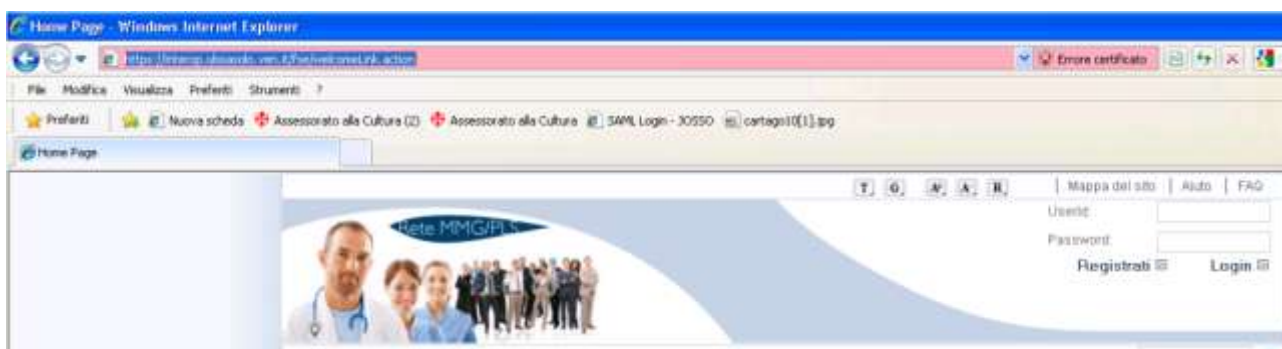 Home Page - Windows Internet Explorer
Errore certificato
File Modifica Visualizza Preferiti Strumenti ?
Preferiti Nuova scheda Assessorato alla Cultura (2) Assessorato alla Cultura SAML Login - JOSSO cartago10[1].jpg
Home Page
Mappa del sito | Aiuto | FAQ
Userid:
Rete MMG/PLS
Password:
Registrati Login